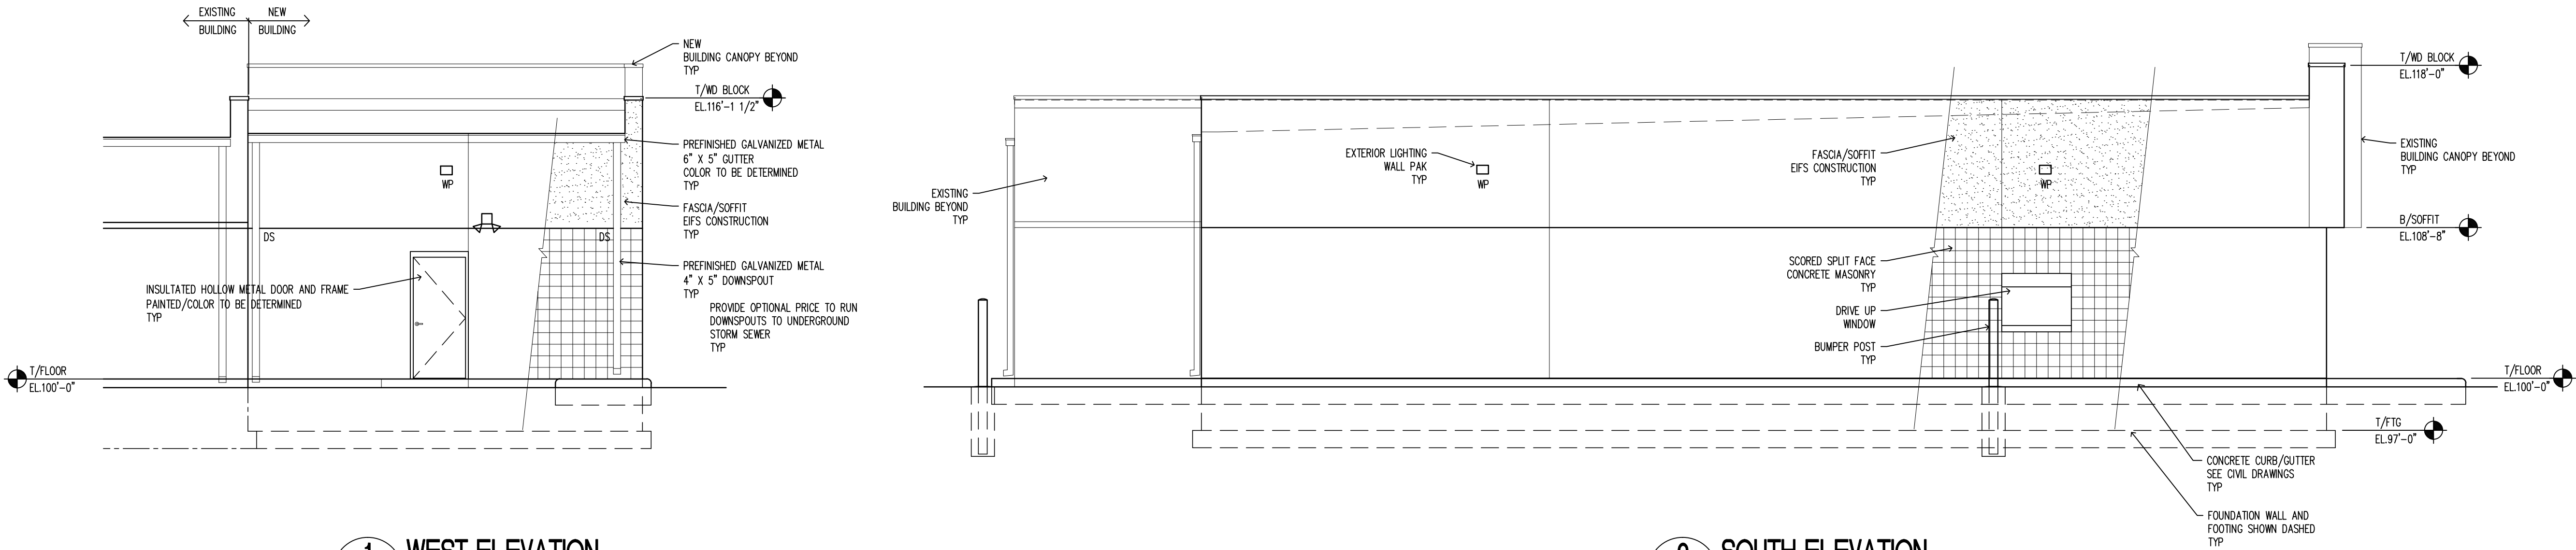 EXISTING
BUILDING
NEW
BUILDING
NEW
BUILDING CANOPY BEYOND
TYP
T/WD BLOCK
EL.116'-1 1/2"
PREFINISHED GALVANIZED METAL
6" X 5" GUTTER
COLOR TO BE DETERMINED
TYP
WP
FASCIA/SOFFIT
EIFS CONSTRUCTION
TYP
DS
DS
PREFINISHED GALVANIZED METAL
4" X 5" DOWNSPOUT
TYP
PROVIDE OPTIONAL PRICE TO RUN
DOWNSPOUTS TO UNDERGROUND
STORM SEWER
TYP
INSULTATED HOLLOW METAL DOOR AND FRAME
PAINTED/COLOR TO BE DETERMINED
TYP
T/FLOOR
EL.100'-0"
1
WEST ELEVATION
EXISTING
BUILDING BEYOND
TYP
EXTERIOR LIGHTING
WALL PAK
TYP
WP
FASCIA/SOFFIT
EIFS CONSTRUCTION
TYP
WP
T/WD BLOCK
EL.118'-0"
EXISTING
BUILDING CANOPY BEYOND
TYP
B/SOFFIT
EL.108'-8"
SCORED SPLIT FACE
CONCRETE MASONRY
TYP
DRIVE UP
WINDOW
BUMPER POST
TYP
T/FLOOR
EL.100'-0"
T/FTG
EL.97'-0"
CONCRETE CURB/GUTTER
SEE CIVIL DRAWINGS
TYP
FOUNDATION WALL AND
FOOTING SHOWN DASHED
TYP
SOUTH ELEVATION